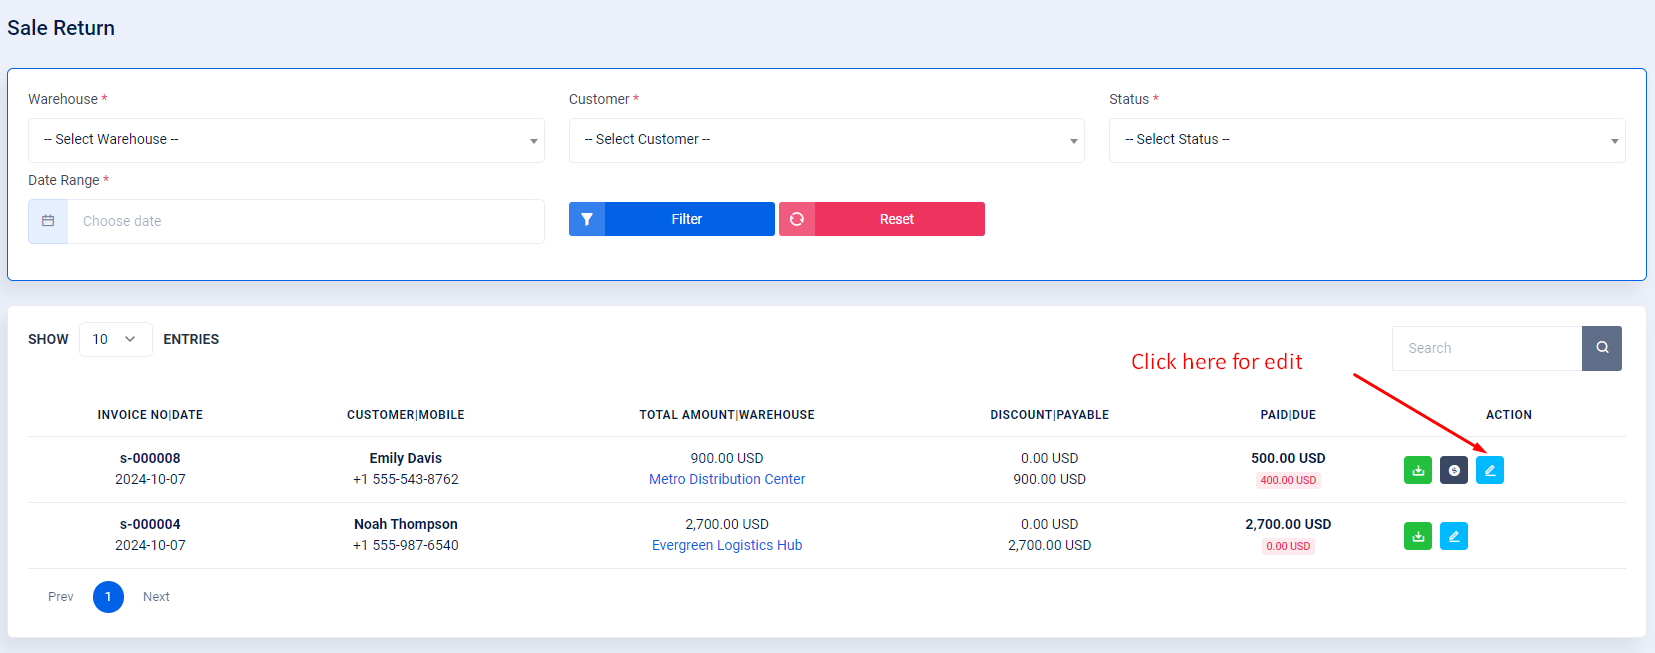 Sale Return
Warehouse * Customer * Status *
-- Select Warehouse -- -- Select Customer -- -- Select Status --
Date Range *
Choose date Filter Reset
SHOW 10 ENTRIES Search
Click here for edit
INVOICE NO|DATE CUSTOMER|MOBILE TOTAL AMOUNT|WAREHOUSE DISCOUNT|PAYABLE PAID|DUE ACTION
s-000008 Emily Davis 900.00 USD 0.00 USD 500.00 USD
2024-10-07 +1 555-543-8762 Metro Distribution Center 900.00 USD 400.00 USD
s-000004 Noah Thompson 2,700.00 USD 0.00 USD 2,700.00 USD
2024-10-07 +1 555-987-6540 Evergreen Logistics Hub 2,700.00 USD 0.00 USD
Prev 1 Next